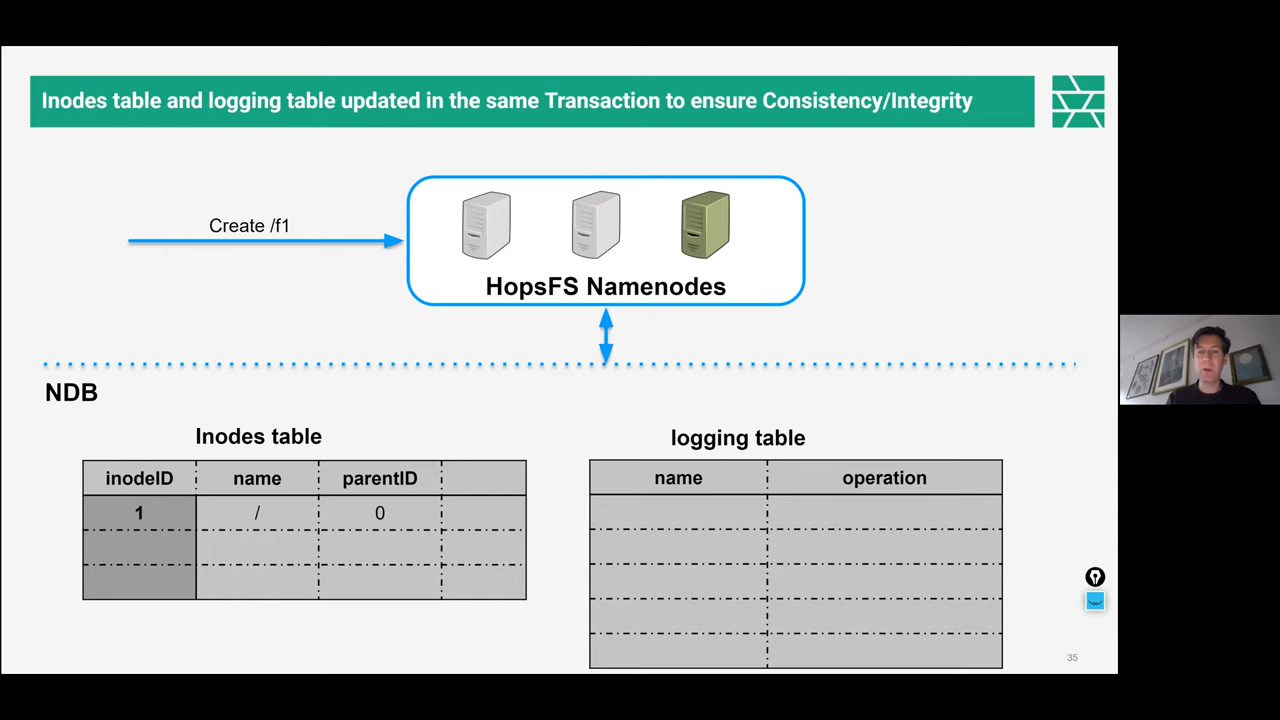 Inodes table and logging table updated in the same Transaction to ensure Consistency/Integrity
Create /f1
HopsFS Namenodes
NDB
Inodes table
inodeID name parentID
1 / 0
logging table
name operation
35